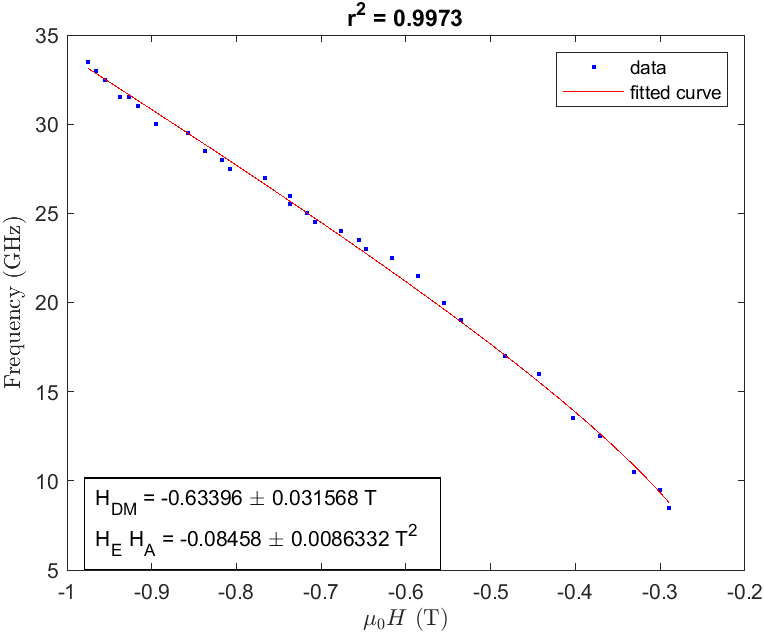 r² = 0.9973
35
30
25
20
15
10
5
Frequency (GHz)
data
fitted curve
H_DM = -0.63396 ± 0.031568 T
H_E H_A = -0.08458 ± 0.0086332 T²
-1 -0.9 -0.8 -0.7 -0.6 -0.5 -0.4 -0.3 -0.2
μ₀H (T)